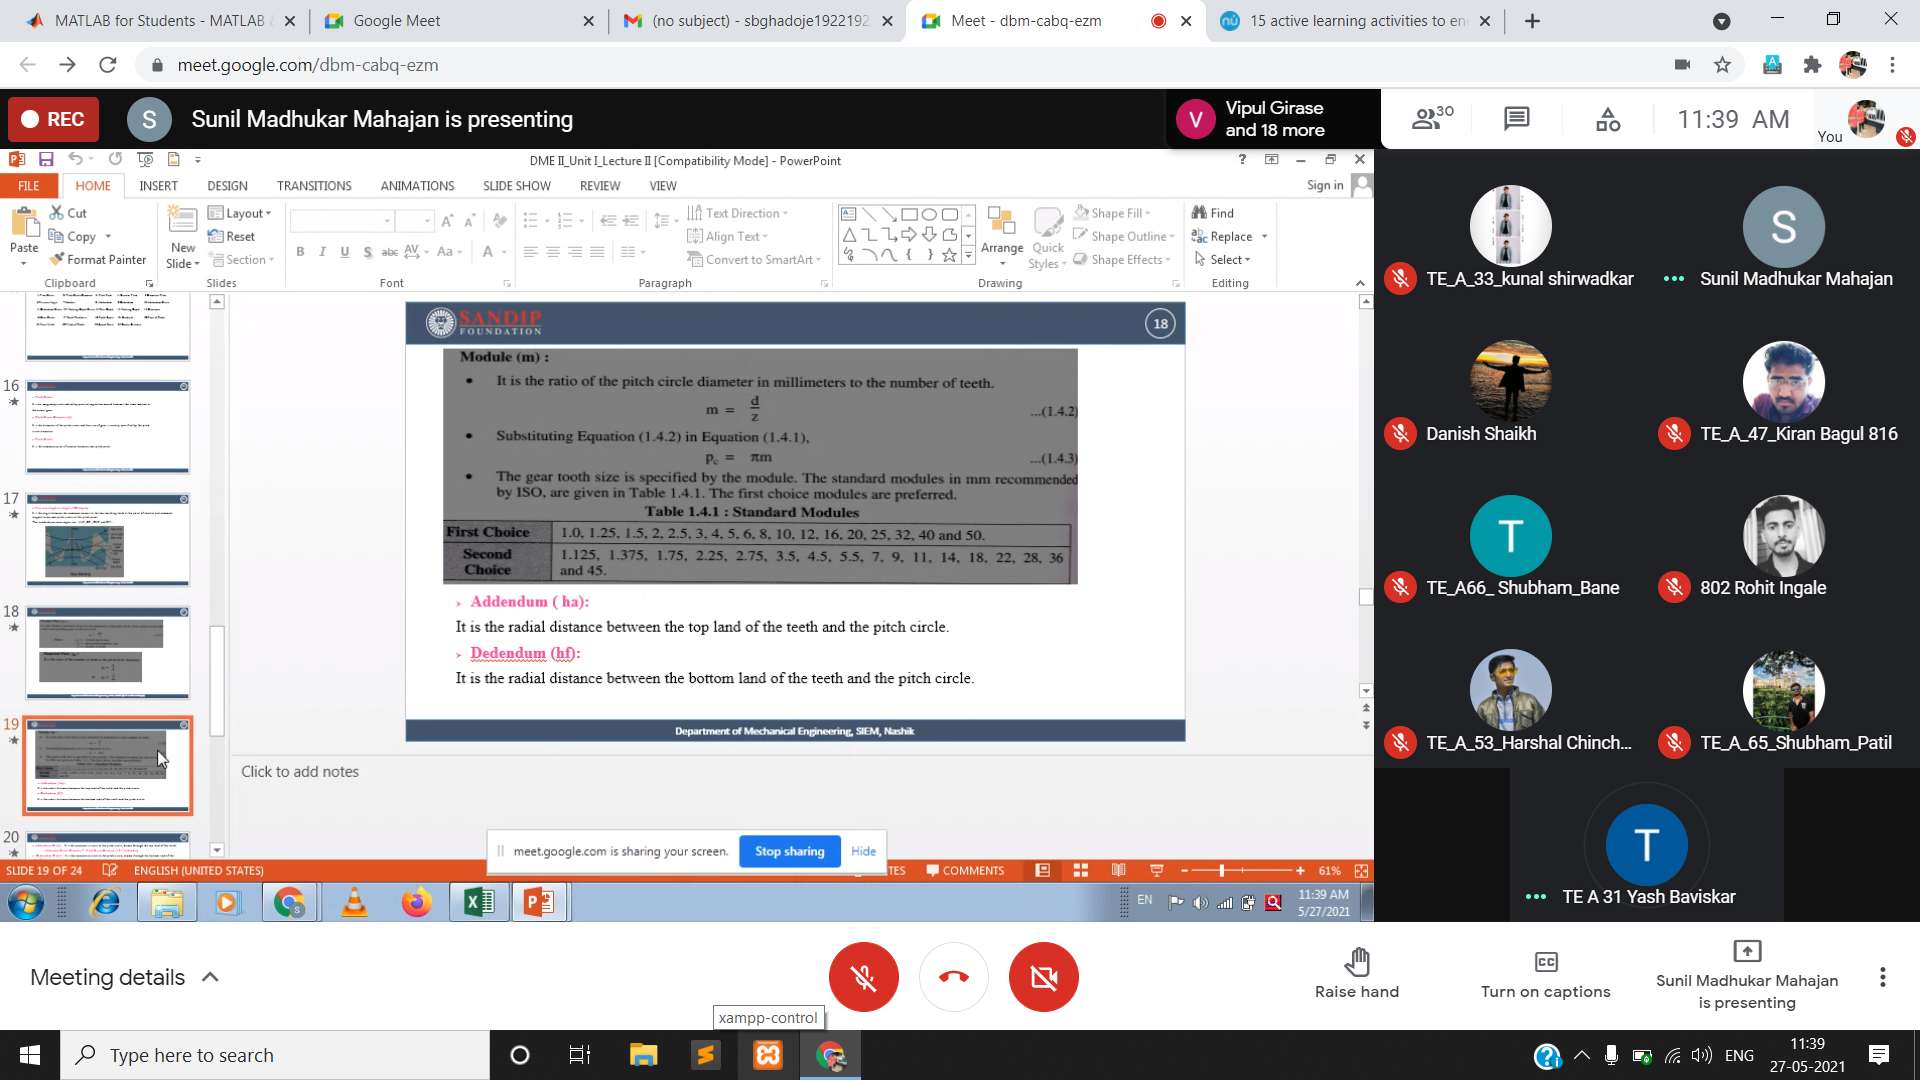 MATLAB for Students - MATLAB &
Google Meet
(no subject) - sbghadoje1922192
Meet - dbm-cabq-ezm
15 active learning activities to en
meet.google.com/dbm-cabq-ezm
REC
S
Sunil Madhukar Mahajan is presenting
V
Vipul Girase
and 18 more
30
11:39 AM
You
DME II_Unit I_Lecture II [Compatibility Mode] - PowerPoint
FILE HOME INSERT DESIGN TRANSITIONS ANIMATIONS SLIDE SHOW REVIEW VIEW
Sign in
Paste
Cut
Copy
Format Painter
Clipboard
New
Slide
Layout
Reset
Section
Slides
B I U S abc AV Aa A
Font
Text Direction
Align Text
Convert to SmartArt
Paragraph
Arrange
Quick
Styles
Shape Fill
Shape Outline
Shape Effects
Drawing
Find
Replace
Select
Editing
16
17
18
19
20
SANDIP
FOUNDATION
18
Module (m) :
• It is the ratio of the pitch circle diameter in millimeters to the number of teeth.
m = d/z ...(1.4.2)
• Substituting Equation (1.4.2) in Equation (1.4.1),
pc = πm ...(1.4.3)
• The gear tooth size is specified by the module. The standard modules in mm recommended
by ISO, are given in Table 1.4.1. The first choice modules are preferred.
Table 1.4.1 : Standard Modules
First Choice 1.0, 1.25, 1.5, 2, 2.5, 3, 4, 5, 6, 8, 10, 12, 16, 20, 25, 32, 40 and 50.
Second Choice 1.125, 1.375, 1.75, 2.25, 2.75, 3.5, 4.5, 5.5, 7, 9, 11, 14, 18, 22, 28, 36
and 45.
Addendum ( ha):
It is the radial distance between the top land of the teeth and the pitch circle.
Dedendum (hf):
It is the radial distance between the bottom land of the teeth and the pitch circle.
Department of Mechanical Engineering, SIEM, Nashik
Click to add notes
meet.google.com is sharing your screen.
Stop sharing
Hide
SLIDE 19 OF 24
ENGLISH (UNITED STATES)
TES
COMMENTS
61%
EN
11:39 AM
5/27/2021
TE_A_33_kunal shirwadkar
S
Sunil Madhukar Mahajan
Danish Shaikh
TE_A_47_Kiran Bagul 816
T
TE_A66_ Shubham_Bane
802 Rohit Ingale
TE_A_53_Harshal Chinch...
TE_A_65_Shubham_Patil
T
TE A 31 Yash Baviskar
Meeting details
xampp-control
Raise hand
Turn on captions
Sunil Madhukar Mahajan
is presenting
Type here to search
ENG
11:39
27-05-2021